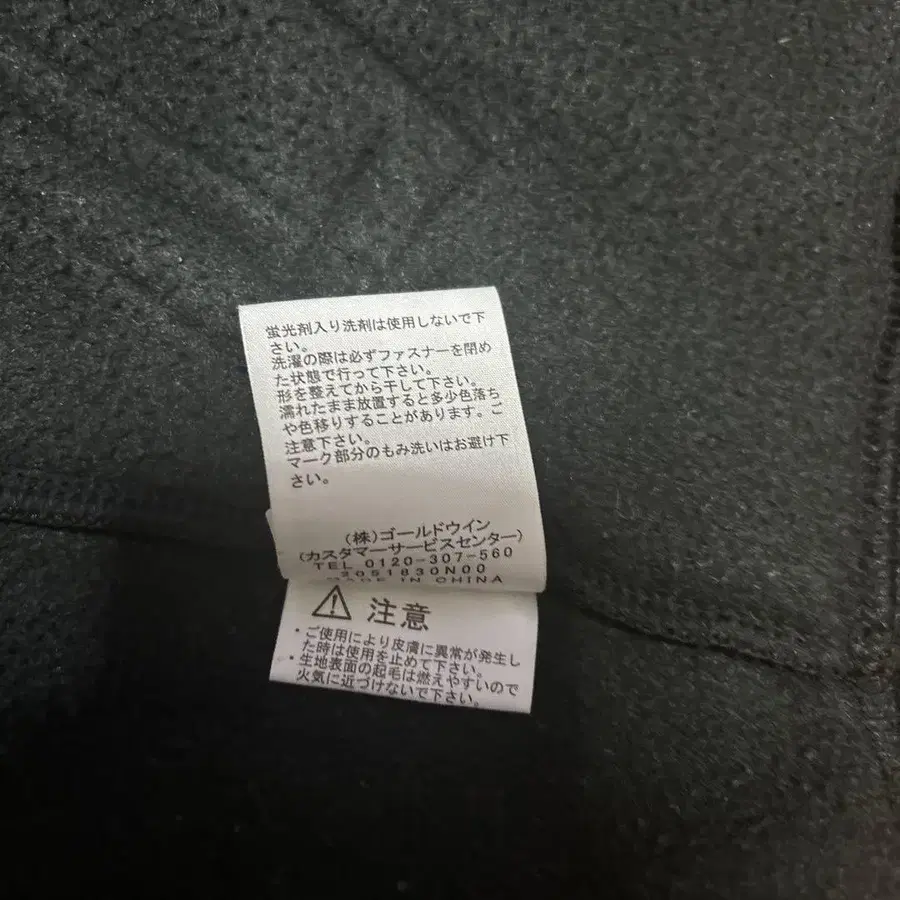 蛍光剤入り洗剤は使用しないで下
さい。
洗濯の際は必ずファスナーを閉め
た状態で行って下さい。
形を整えてから干して下さい。
濡れたまま放置すると多少色落ち
や色移りすることがあります。ご
注意下さい。
マーク部分のもみ洗いはお避け下
さい。
(株)ゴールドウイン
(カスタマーサービスセンター)
TEL 0120-307-560
2051830N00
MADE IN CHINA
⚠ 注意
・ご使用により皮膚に異常が発生し
た時は使用を止めて下さい。
・生地表面の起毛は燃えやすいので
火気に近づけないで下さい。